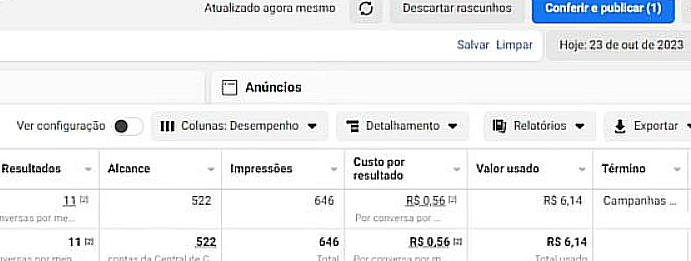 Atualizado agora mesmo Descartar rascunhos Conferir e publicar (1)
Salvar Limpar Hoje: 23 de out de 2023
Anúncios
Ver configuração Colunas: Desempenho Detalhamento Relatórios Exportar
Resultados Alcance Impressões Custo por resultado Valor usado Término
11 [2] 522 646 R$ 0,56 [2] R$ 6,14 Campanhas ...
nversas por me... Por conversa por ...
11 [2] 522 646 R$ 0,56 [2] R$ 6,14
versas por men contas da Central de C Total Por conversa por m Total usado